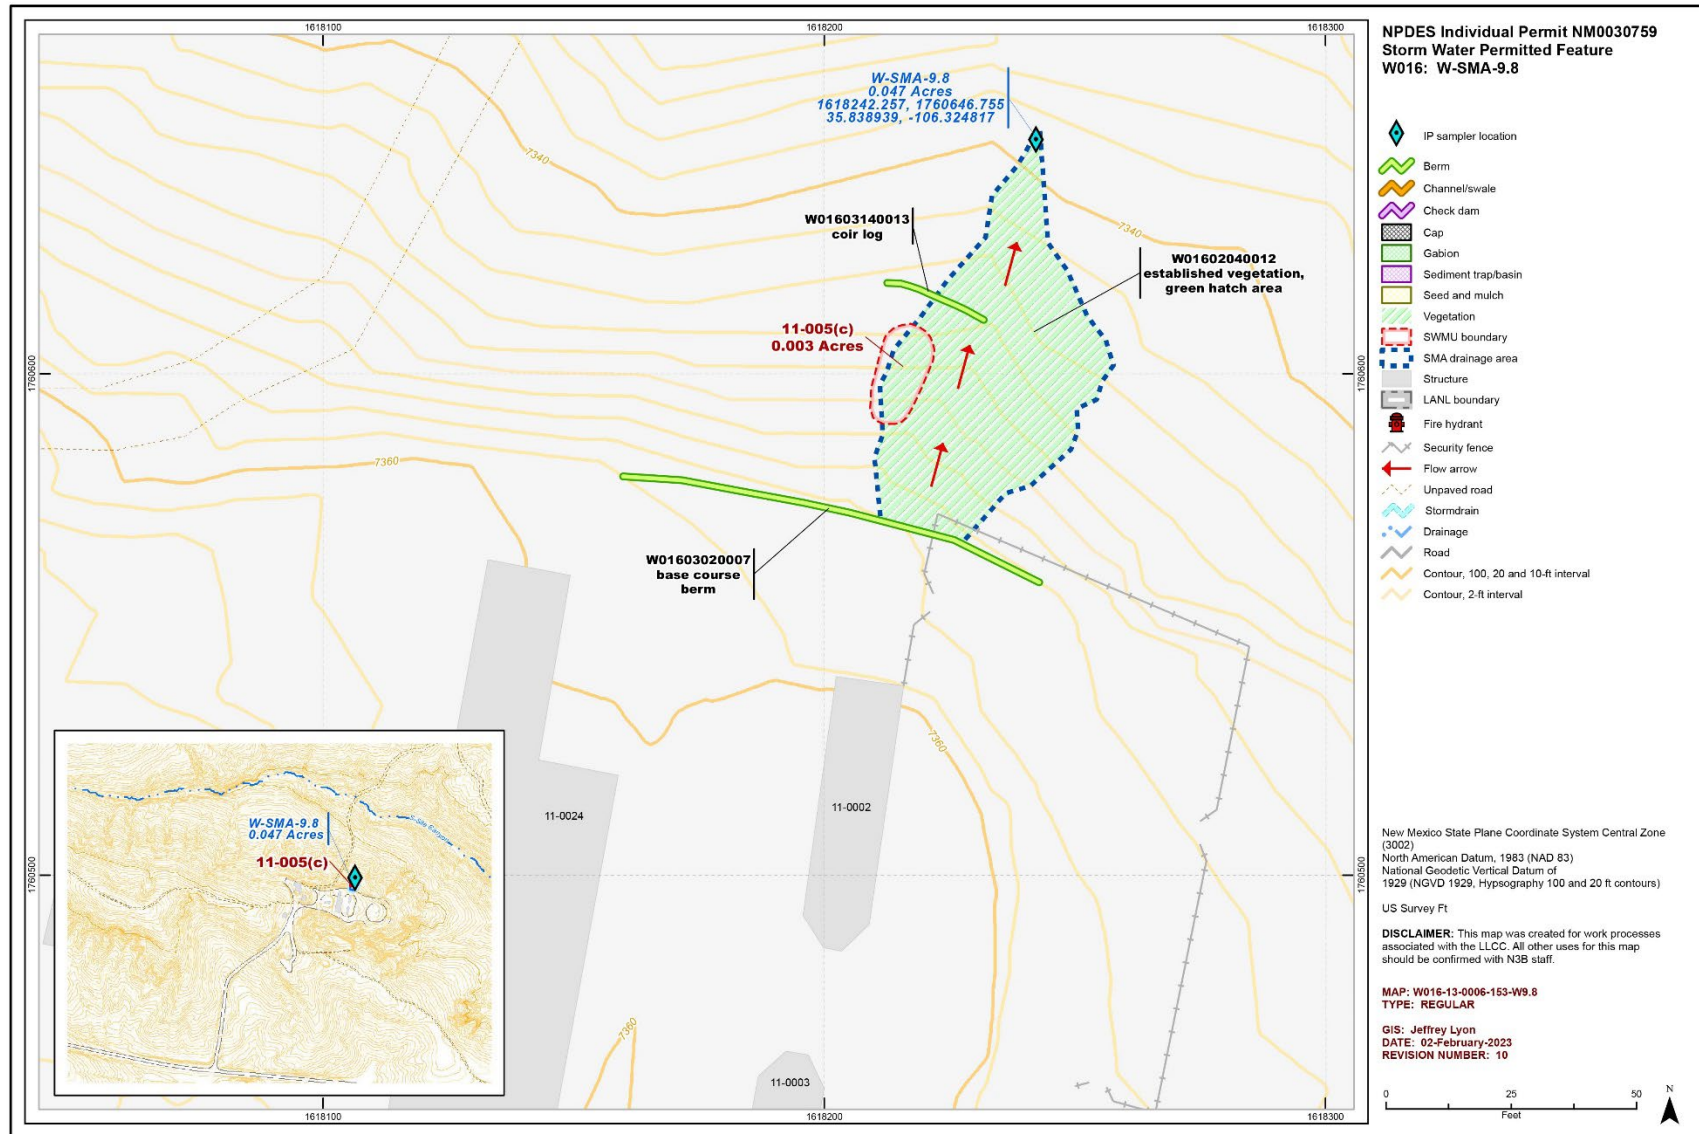 1618100
1618200
1618300
NPDES Individual Permit NM0030759
Storm Water Permitted Feature
W016: W-SMA-9.8
W-SMA-9.8
0.047 Acres
1618242.257, 1760646.755
35.838939, -106.324817
7340
7340
W01603140013
coir log
W01602040012
established vegetation,
green hatch area
11-005(c)
0.003 Acres
1760600
1760600
7360
W01603020007
base course
berm
7360
11-0024
11-0002
1760500
1760500
7360
11-0003
W-SMA-9.8
0.047 Acres
11-005(c)
S-Site Canyon
1618100
1618200
1618300
IP sampler location
Berm
Channel/swale
Check dam
Cap
Gabion
Sediment trap/basin
Seed and mulch
Vegetation
SWMU boundary
SMA drainage area
Structure
LANL boundary
Fire hydrant
Security fence
Flow arrow
Unpaved road
Stormdrain
Drainage
Road
Contour, 100, 20 and 10-ft interval
Contour, 2-ft interval
New Mexico State Plane Coordinate System Central Zone
(3002)
North American Datum, 1983 (NAD 83)
National Geodetic Vertical Datum of
1929 (NGVD 1929, Hypsography 100 and 20 ft contours)
US Survey Ft
DISCLAIMER: This map was created for work processes
associated with the LLCC. All other uses for this map
should be confirmed with N3B staff.
MAP: W016-13-0006-153-W9.8
TYPE: REGULAR
GIS: Jeffrey Lyon
DATE: 02-February-2023
REVISION NUMBER: 10
0 25 50
Feet
N